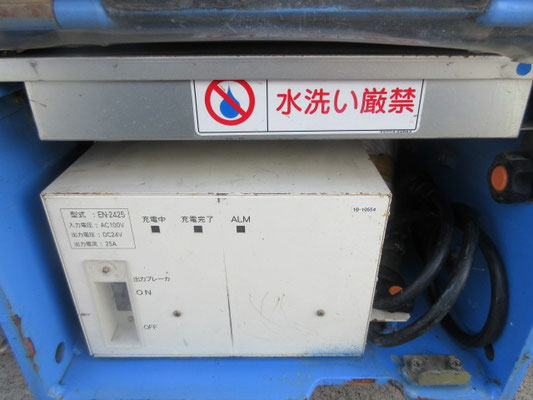 水洗い厳禁
型式：EN-2425
入力電圧：AC100V
出力電圧：DC24V
出力電流：25A
充電中
充電完了
ALM
10-10554
出力ブレーカ
ON
OFF